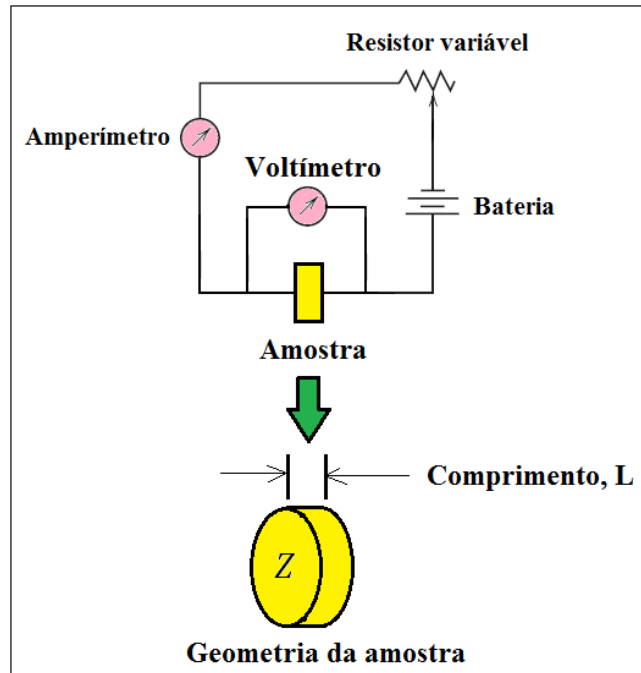 Resistor variável
Amperímetro
Voltímetro
Bateria
Amostra
Comprimento, L
Z
Geometria da amostra